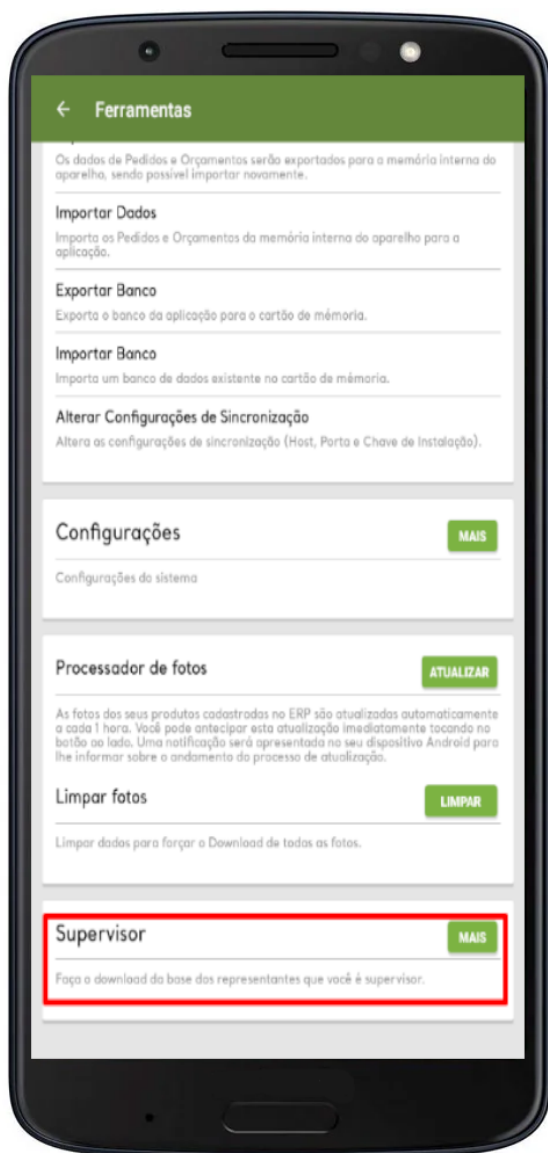 Ferramentas
Os dados de Pedidos e Orçamentos serão exportados para a memória interna do
aparelho, sendo possível importar novamente.
Importar Dados
Importa os Pedidos e Orçamentos da memória interna do aparelho para a
aplicação.
Exportar Banco
Exporta o banco da aplicação para o cartão de mémoria.
Importar Banco
Importa um banco de dados existente no cartão de mémoria.
Alterar Configurações de Sincronização
Altera as configurações de sincronização (Host, Porta e Chave de Instalação).
Configurações
MAIS
Configurações do sistema
Processador de fotos
ATUALIZAR
As fotos dos seus produtos cadastradas no ERP são atualizadas automaticamente
a cada 1 hora. Você pode antecipar esta atualização imediatamente tocando no
botão ao lado. Uma notificação será apresentada no seu dispositivo Android para
lhe informar sobre o andamento do processo de atualização.
Limpar fotos
LIMPAR
Limpar dados para forçar o Download de todas as fotos.
Supervisor
MAIS
Faça o download da base dos representantes que você é supervisor.